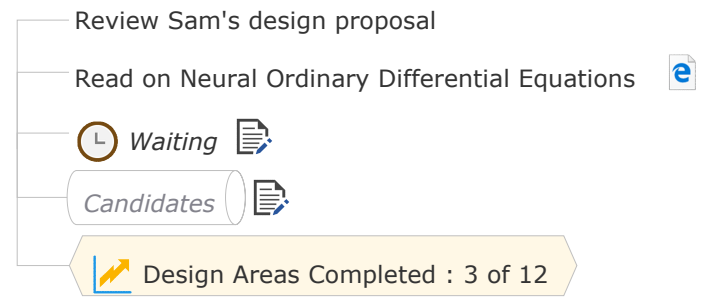 Review Sam's design proposal
Read on Neural Ordinary Differential Equations
Waiting
Candidates
Design Areas Completed : 3 of 12